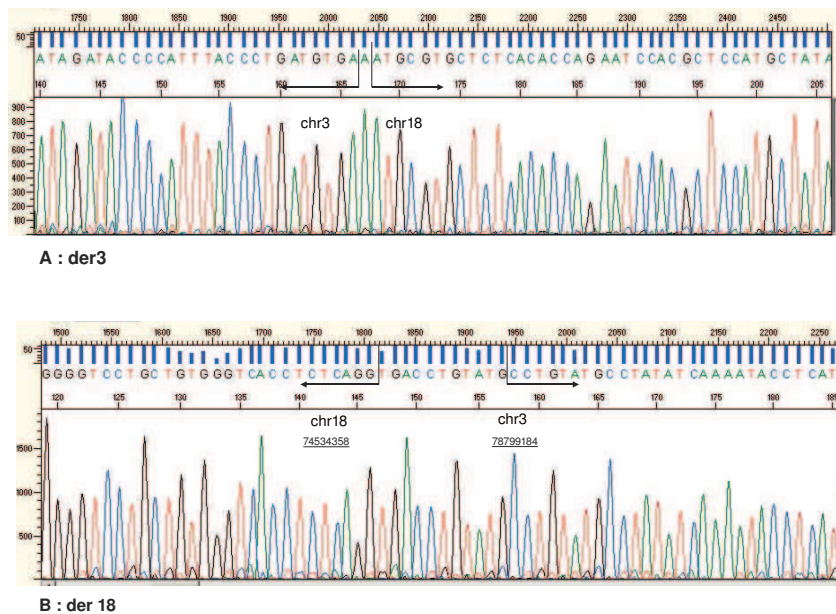 1750 1800 1850 1900 1950 2000 2050 2100 2150 2200 2250 2300 2350 2400 2450
50
ATAGATACCCCATTTACCCTGATGTGAAATGCGTGCTCTCACACCAGAATCCACGCTCCATGCTATA
140 145 150 155 160 165 170 175 180 185 190 195 200 205
900
800
700
600
500
400
300
200
100
chr3 chr18
A : der3
1500 1550 1600 1650 1700 1750 1800 1850 1900 1950 2000 2050 2100 2150 2200 2250
50
GGGGTCCTGCTGTGGGTCACCTCTCAGGTGACCTGTATGCCTGTATGCCTATATCAAAATACCTCAT
120 125 130 135 140 145 150 155 160 165 170 175 180 185
chr18 chr3
74534358 78799184
1500
1000
500
B : der 18